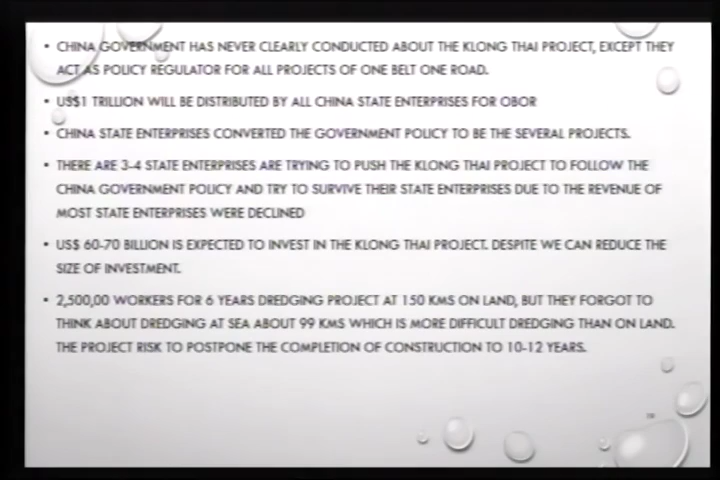 • CHINA GOVERNMENT HAS NEVER CLEARLY CONDUCTED ABOUT THE KLONG THAI PROJECT, EXCEPT THEY
ACT AS POLICY REGULATOR FOR ALL PROJECTS OF ONE BELT ONE ROAD.
• US$1 TRILLION WILL BE DISTRIBUTED BY ALL CHINA STATE ENTERPRISES FOR OBOR
• CHINA STATE ENTERPRISES CONVERTED THE GOVERNMENT POLICY TO BE THE SEVERAL PROJECTS.
• THERE ARE 3-4 STATE ENTERPRISES ARE TRYING TO PUSH THE KLONG THAI PROJECT TO FOLLOW THE
CHINA GOVERNMENT POLICY AND TRY TO SURVIVE THEIR STATE ENTERPRISES DUE TO THE REVENUE OF
MOST STATE ENTERPRISES WERE DECLINED
• US$ 60-70 BILLION IS EXPECTED TO INVEST IN THE KLONG THAI PROJECT. DESPITE WE CAN REDUCE THE
SIZE OF INVESTMENT.
• 2,500,00 WORKERS FOR 6 YEARS DREDGING PROJECT AT 150 KMS ON LAND, BUT THEY FORGOT TO
THINK ABOUT DREDGING AT SEA ABOUT 99 KMS WHICH IS MORE DIFFICULT DREDGING THAN ON LAND.
THE PROJECT RISK TO POSTPONE THE COMPLETION OF CONSTRUCTION TO 10-12 YEARS.